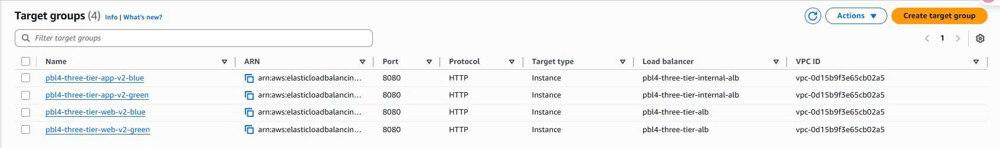 Target groups (4) Info | What's new? Actions Create target group
Filter target groups 1
Name ARN Port Protocol Target type Load balancer VPC ID
pbl4-three-tier-app-v2-blue arn:aws:elasticloadbalancin... 8080 HTTP Instance pbl4-three-tier-internal-alb vpc-0d15b9f3e65cb02a5
pbl4-three-tier-app-v2-green arn:aws:elasticloadbalancin... 8080 HTTP Instance pbl4-three-tier-internal-alb vpc-0d15b9f3e65cb02a5
pbl4-three-tier-web-v2-blue arn:aws:elasticloadbalancin... 8080 HTTP Instance pbl4-three-tier-alb vpc-0d15b9f3e65cb02a5
pbl4-three-tier-web-v2-green arn:aws:elasticloadbalancin... 8080 HTTP Instance pbl4-three-tier-alb vpc-0d15b9f3e65cb02a5